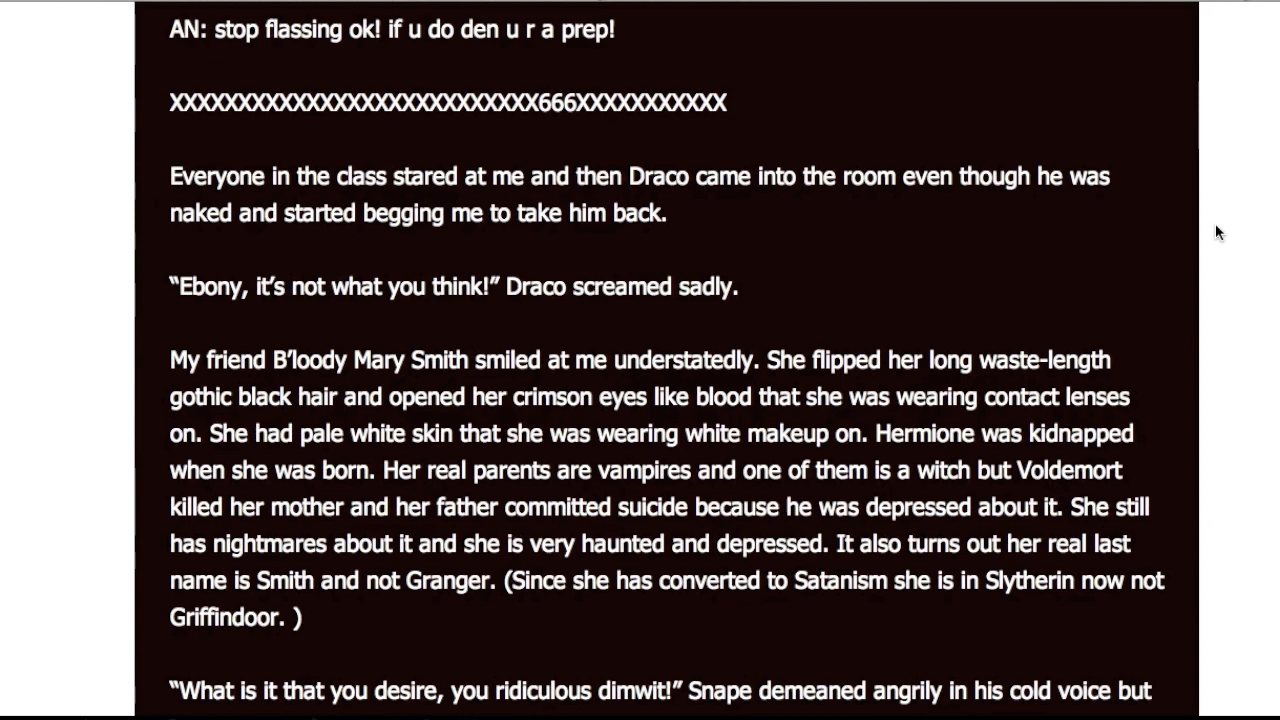 AN: stop flassing ok! if u do den u r a prep!
XXXXXXXXXXXXXXXXXXXXXXXXXXX666XXXXXXXXXXX
Everyone in the class stared at me and then Draco came into the room even though he was
naked and started begging me to take him back.
“Ebony, it’s not what you think!” Draco screamed sadly.
My friend B’loody Mary Smith smiled at me understatedly. She flipped her long waste-length
gothic black hair and opened her crimson eyes like blood that she was wearing contact lenses
on. She had pale white skin that she was wearing white makeup on. Hermione was kidnapped
when she was born. Her real parents are vampires and one of them is a witch but Voldemort
killed her mother and her father committed suicide because he was depressed about it. She still
has nightmares about it and she is very haunted and depressed. It also turns out her real last
name is Smith and not Granger. (Since she has converted to Satanism she is in Slytherin now not
Griffindoor. )
“What is it that you desire, you ridiculous dimwit!” Snape demeaned angrily in his cold voice but